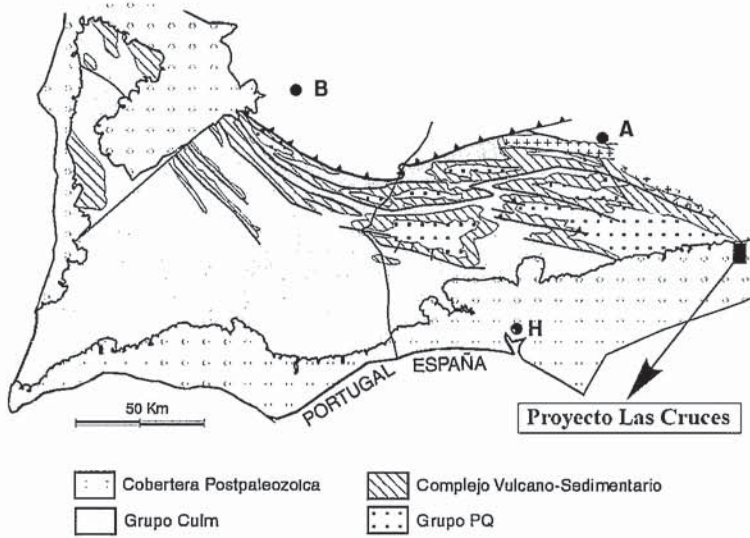 B
A
H
PORTUGAL
ESPAÑA
50 Km
Proyecto Las Cruces
Cobertera Postpaleozoica
Complejo Vulcano-Sedimentario
Grupo Culm
Grupo PQ